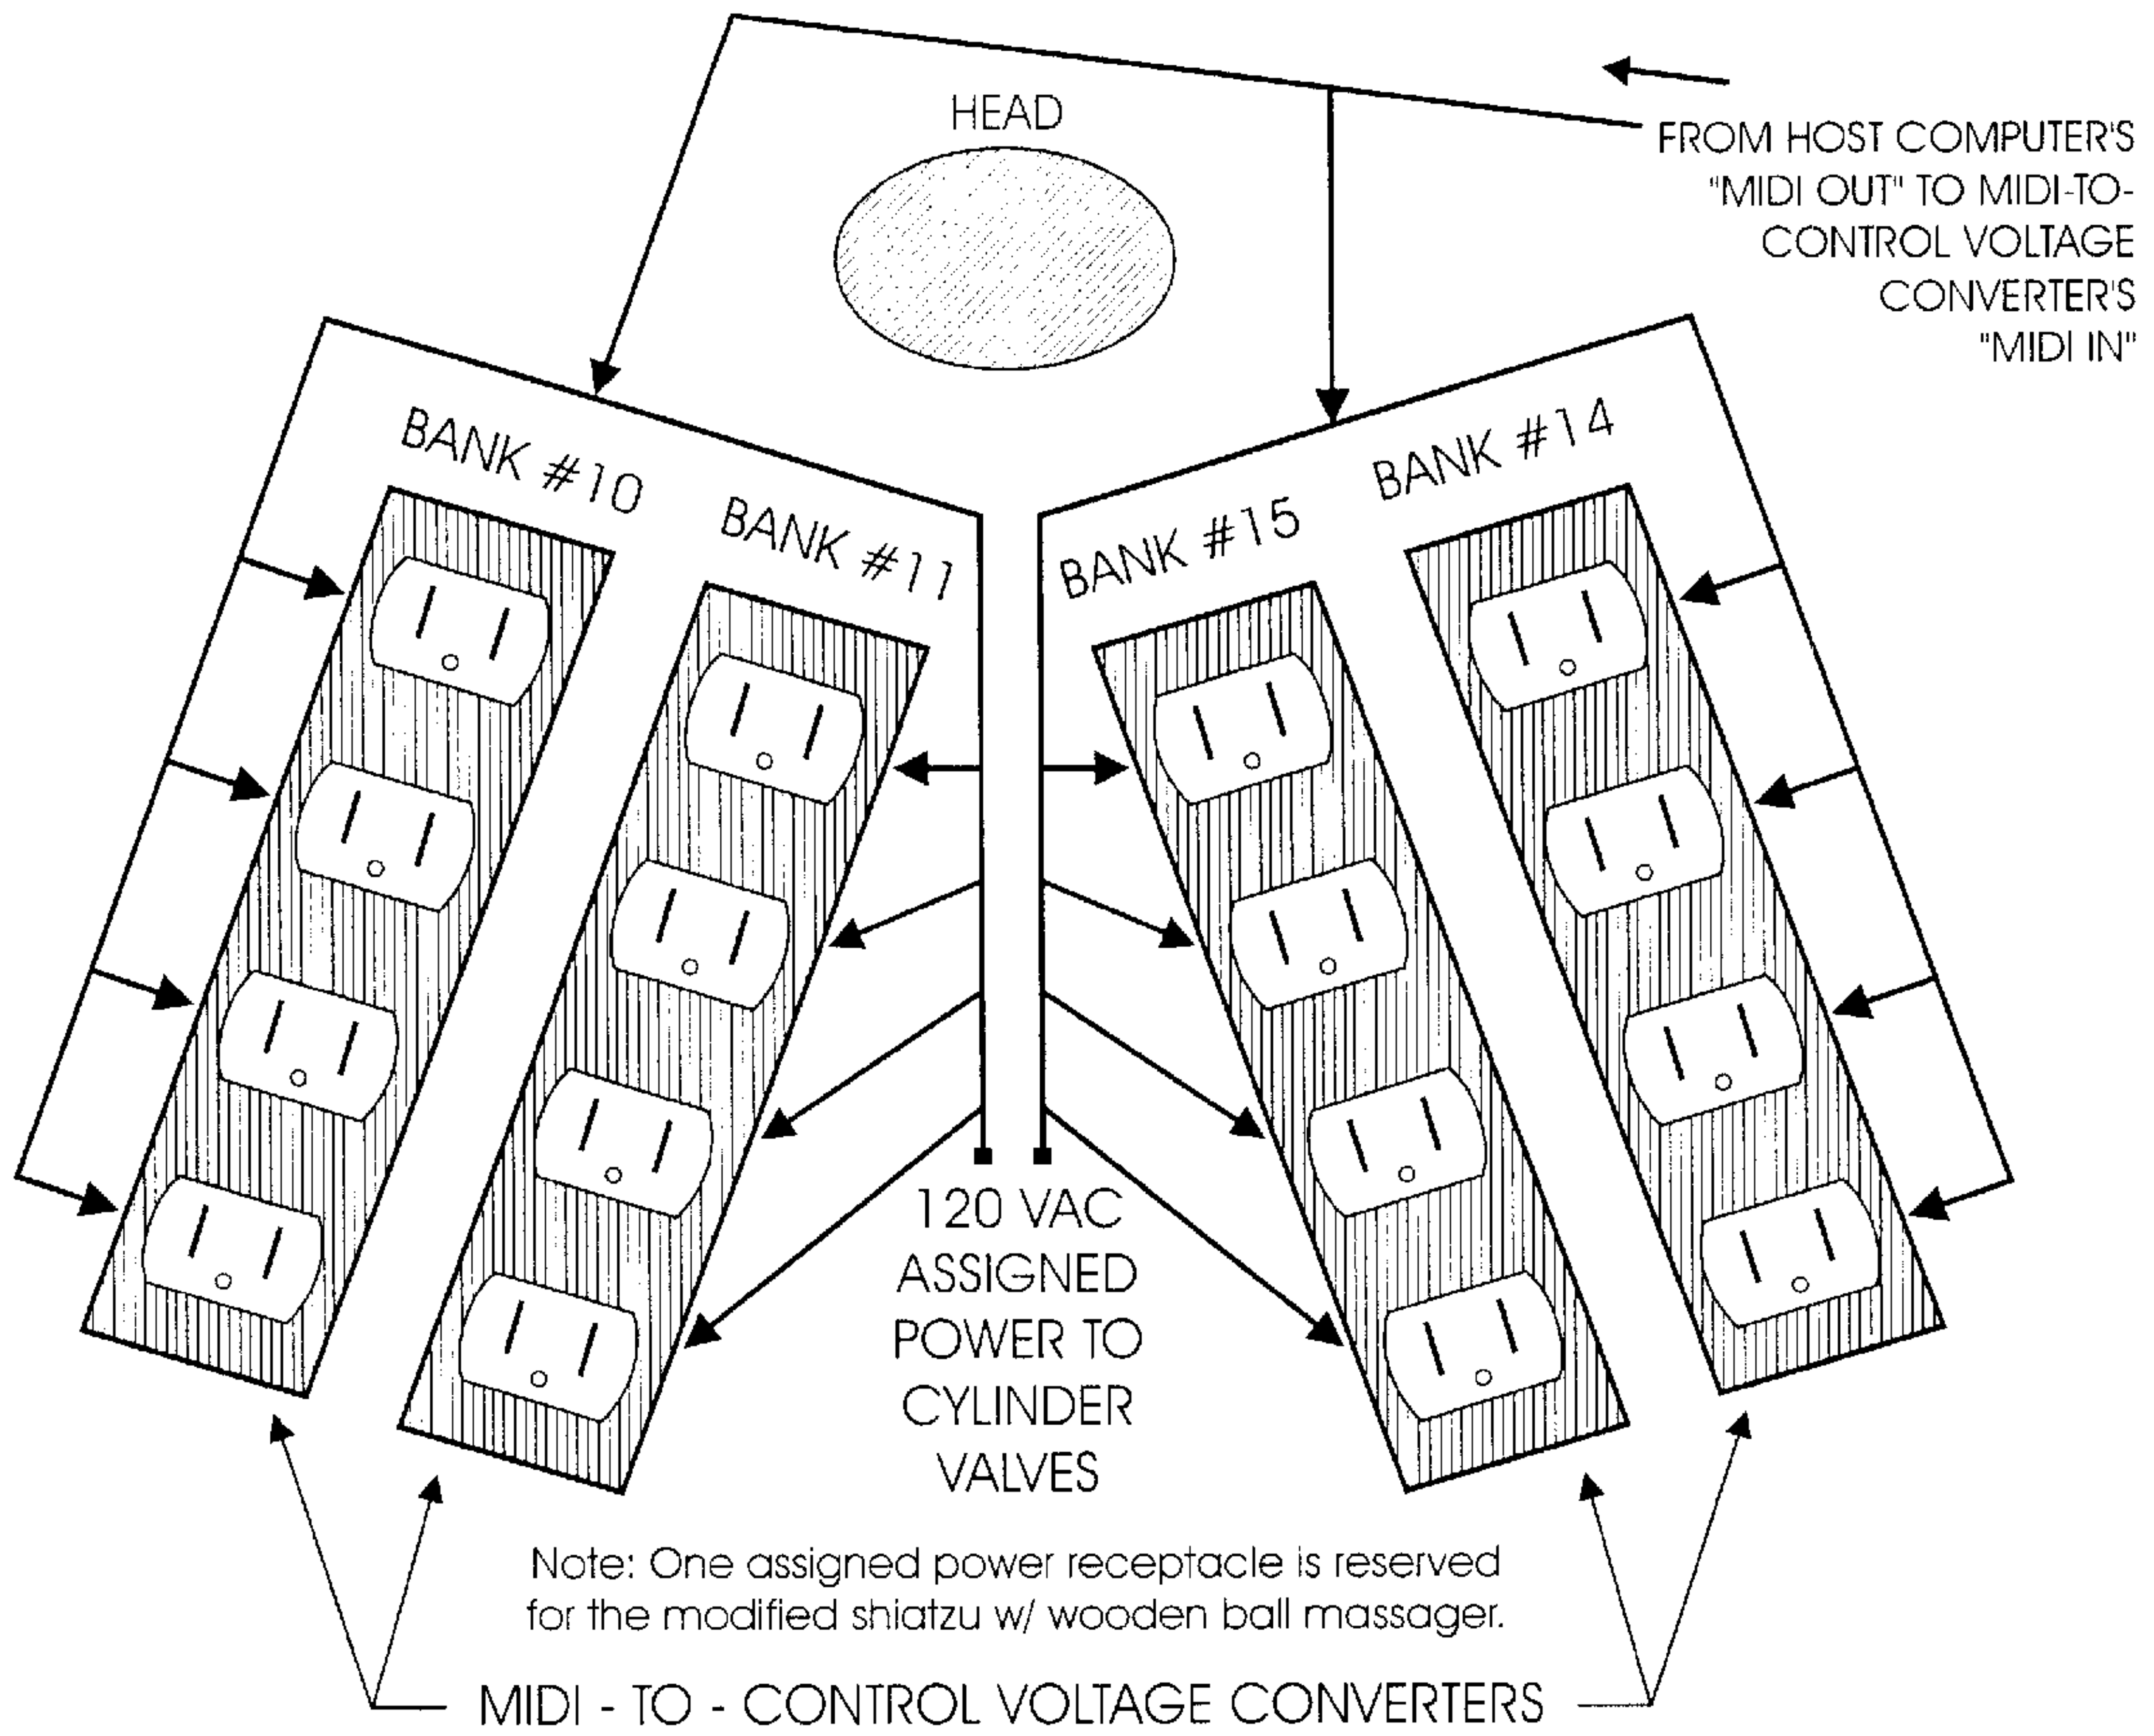 HEAD
FROM HOST COMPUTER'S
"MIDI OUT" TO MIDI-TO-
CONTROL VOLTAGE
CONVERTER'S
"MIDI IN"
BANK #10
BANK #11
BANK #15
BANK #14
120 VAC
ASSIGNED
POWER TO
CYLINDER
VALVES
Note: One assigned power receptacle is reserved
for the modified shiatzu w/ wooden ball massager.
MIDI - TO - CONTROL VOLTAGE CONVERTERS